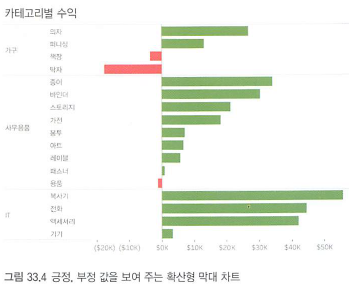 카테고리별 수익
가구
의자
퍼니싱
책장
탁자
사무용품
종이
바인더
스토리지
가전
봉투
아트
레이블
파스너
용품
IT
복사기
전화
액세서리
기기
($20K) ($10K) $0K $10K $20K $30K $40K $50K
그림 33.4 긍정, 부정 값을 보여 주는 확산형 막대 차트